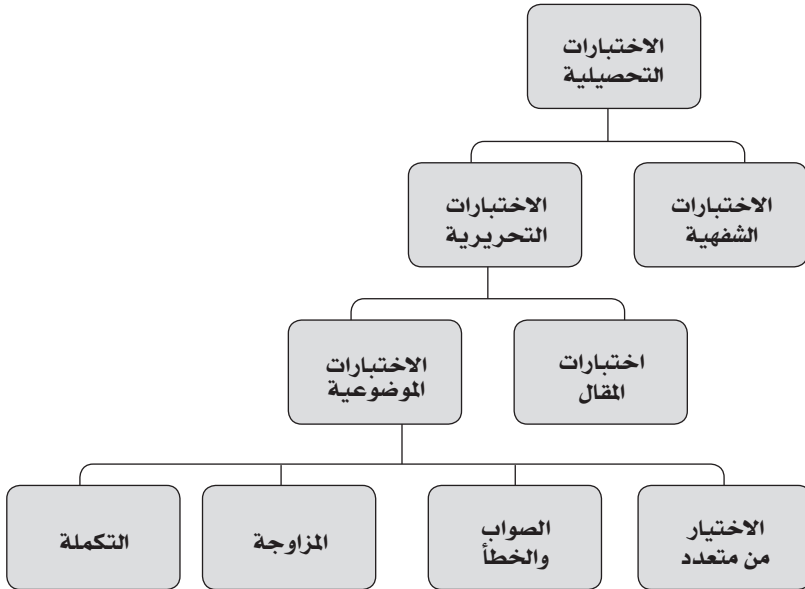 الاختبارات
التحصيلية
الاختبارات
الشفهية
الاختبارات
التحريرية
اختبارات
المقال
الاختبارات
الموضوعية
الاختيار
من متعدد
الصواب
والخطأ
المزاوجة
التكملة